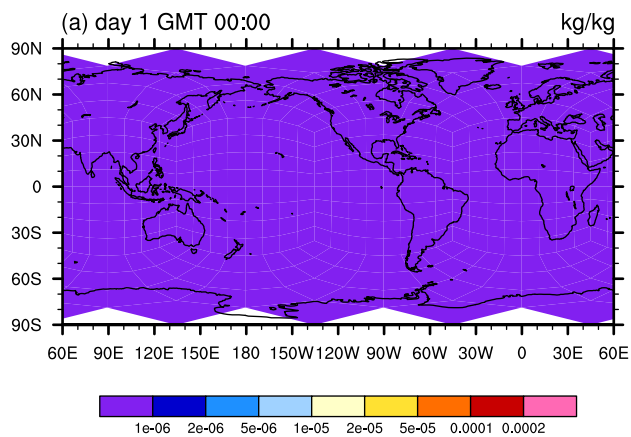 (a) day 1 GMT 00:00 kg/kg
90N
60N
30N
0
30S
60S
90S
60E 90E 120E 150E 180 150W 120W 90W 60W 30W 0 30E 60E
1e-06 2e-06 5e-06 1e-05 2e-05 5e-05 0.0001 0.0002